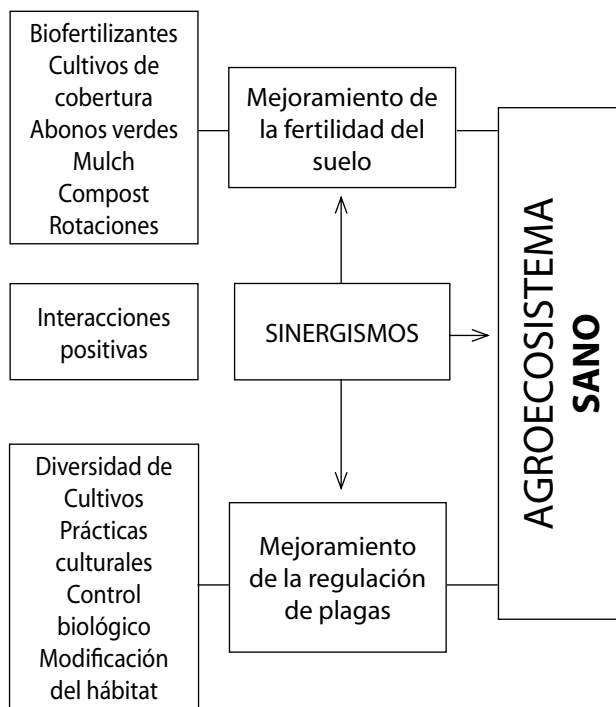 Biofertilizantes
Cultivos de
cobertura
Abonos verdes
Mulch
Compost
Rotaciones
Mejoramiento de
la fertilidad del
suelo
Interacciones
positivas
SINERGISMOS
Diversidad de
Cultivos
Prácticas
culturales
Control
biológico
Modificación
del hábitat
Mejoramiento
de la regulación
de plagas
AGROECOSISTEMA
SANO